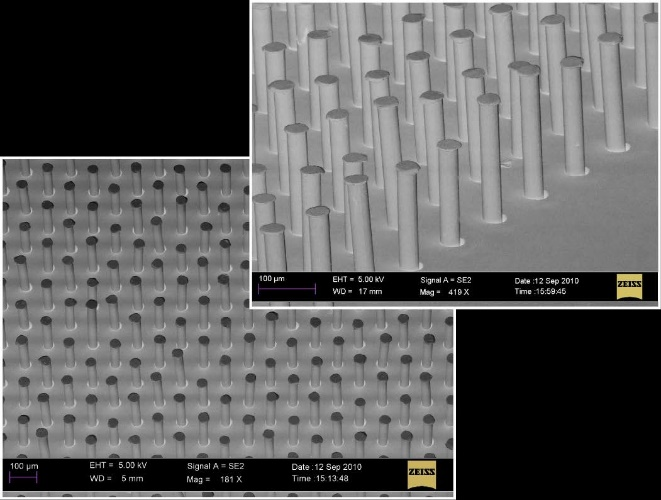 100 µm
EHT = 5.00 kV
WD = 17 mm
Signal A = SE2
Mag = 419 X
Date :12 Sep 2010
Time :15:59:45
ZEISS
100 µm
EHT = 5.00 kV
WD = 5 mm
Signal A = SE2
Mag = 181 X
Date :12 Sep 2010
Time :15:13:48
ZEISS